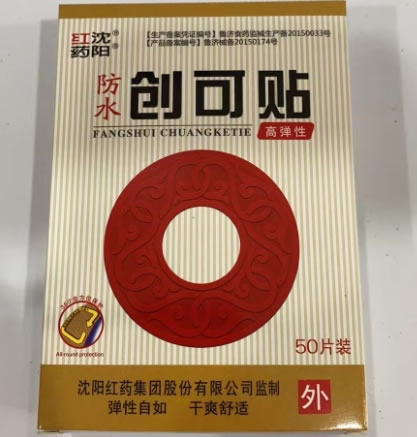 沈阳®
红药®
【生产备案凭证编号】鲁济食药监械生产备20150033号
【产品备案编号】鲁济械备20150174号
防水
创可贴
FANGSHUI CHUANGKETIE
高弹性
All-round protection
50片装
沈阳红药集团股份有限公司监制
弹性自如 干爽舒适
外